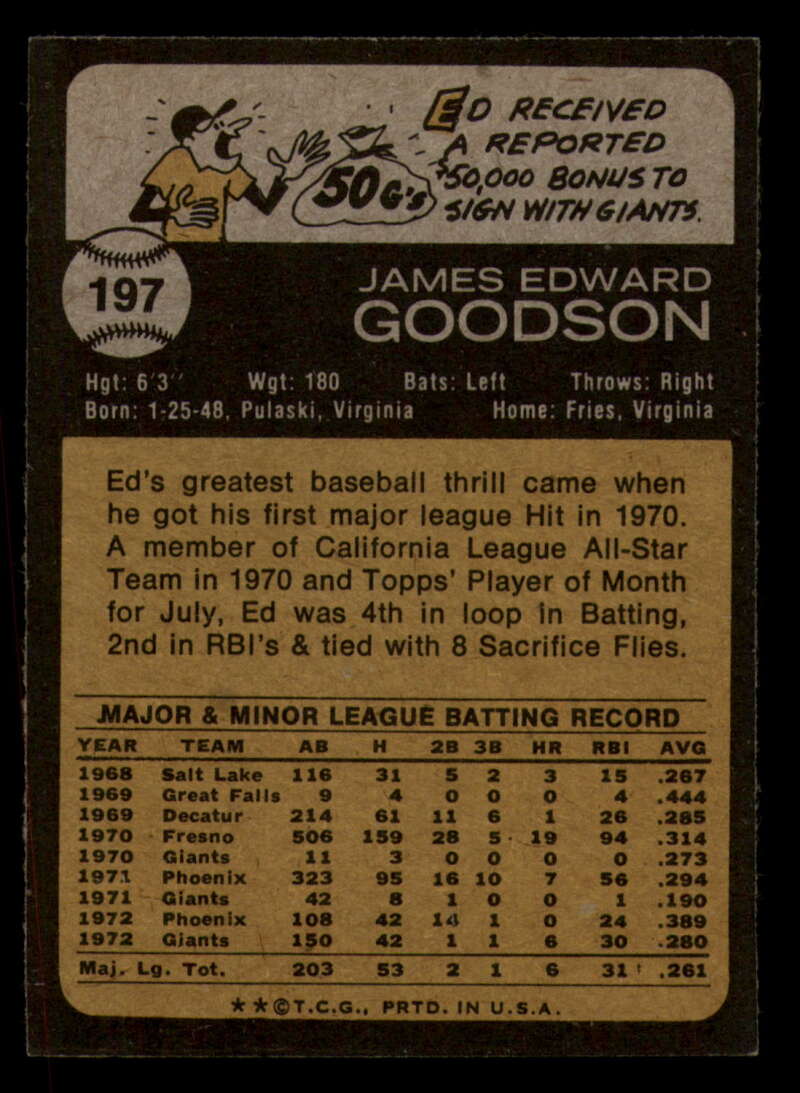 ED RECEIVED
A REPORTED
$50,000 BONUS TO
SIGN WITH GIANTS.
50 G's
197
JAMES EDWARD
GOODSON
Hgt: 6'3" Wgt: 180 Bats: Left Throws: Right
Born: 1-25-48, Pulaski, Virginia Home: Fries, Virginia
Ed's greatest baseball thrill came when
he got his first major league Hit in 1970.
A member of California League All-Star
Team in 1970 and Topps' Player of Month
for July, Ed was 4th in loop in Batting,
2nd in RBI's & tied with 8 Sacrifice Flies.
MAJOR & MINOR LEAGUE BATTING RECORD
YEAR TEAM AB H 2B 3B HR RBI AVG
1968 Salt Lake 116 31 5 2 3 15 .267
1969 Great Falls 9 4 0 0 0 4 .444
1969 Decatur 214 61 11 6 1 26 .285
1970 Fresno 506 159 28 5 19 94 .314
1970 Giants 11 3 0 0 0 0 .273
1971 Phoenix 323 95 16 10 7 56 .294
1971 Giants 42 8 1 0 0 1 .190
1972 Phoenix 108 42 14 1 0 24 .389
1972 Giants 150 42 1 1 6 30 .280
Maj. Lg. Tot. 203 53 2 1 6 31 .261
★★©T.C.G., PRTD. IN U.S.A.